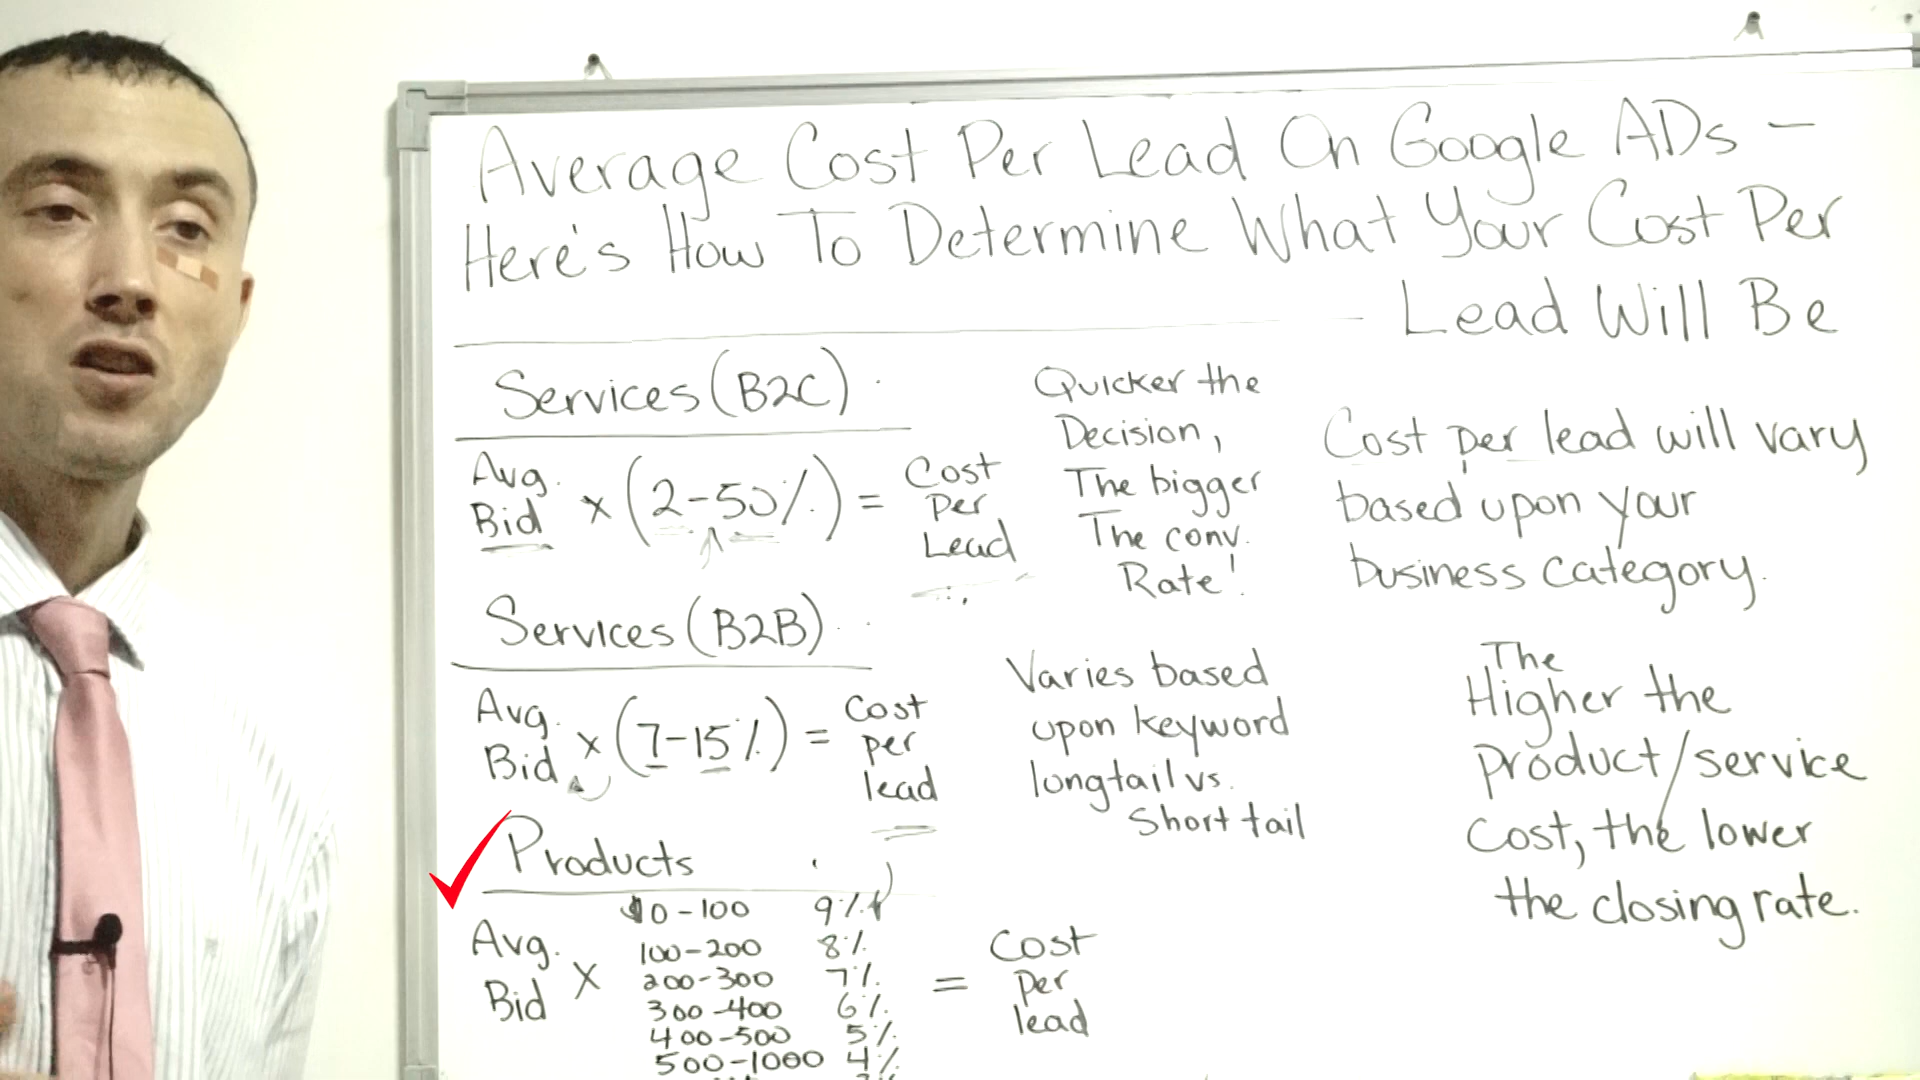 Average Cost Per Lead On Google ADs –
Here's How To Determine What Your Cost Per
Lead Will Be
Services (B2C)
Avg. Bid × (2-50%) = Cost Per Lead
Quicker the
Decision,
The bigger
The conv.
Rate!
Cost per lead will vary
based upon your
business category.
Services (B2B)
Avg. Bid × (7-15%) = Cost per lead
Varies based
upon keyword
longtail vs.
Short tail
The
Higher the
product/service
Cost, the lower
the closing rate.
Products
Avg. Bid × = Cost per lead
0-100 9%
100-200 8%
200-300 7%
300-400 6%
400-500 5%
500-1000 4%